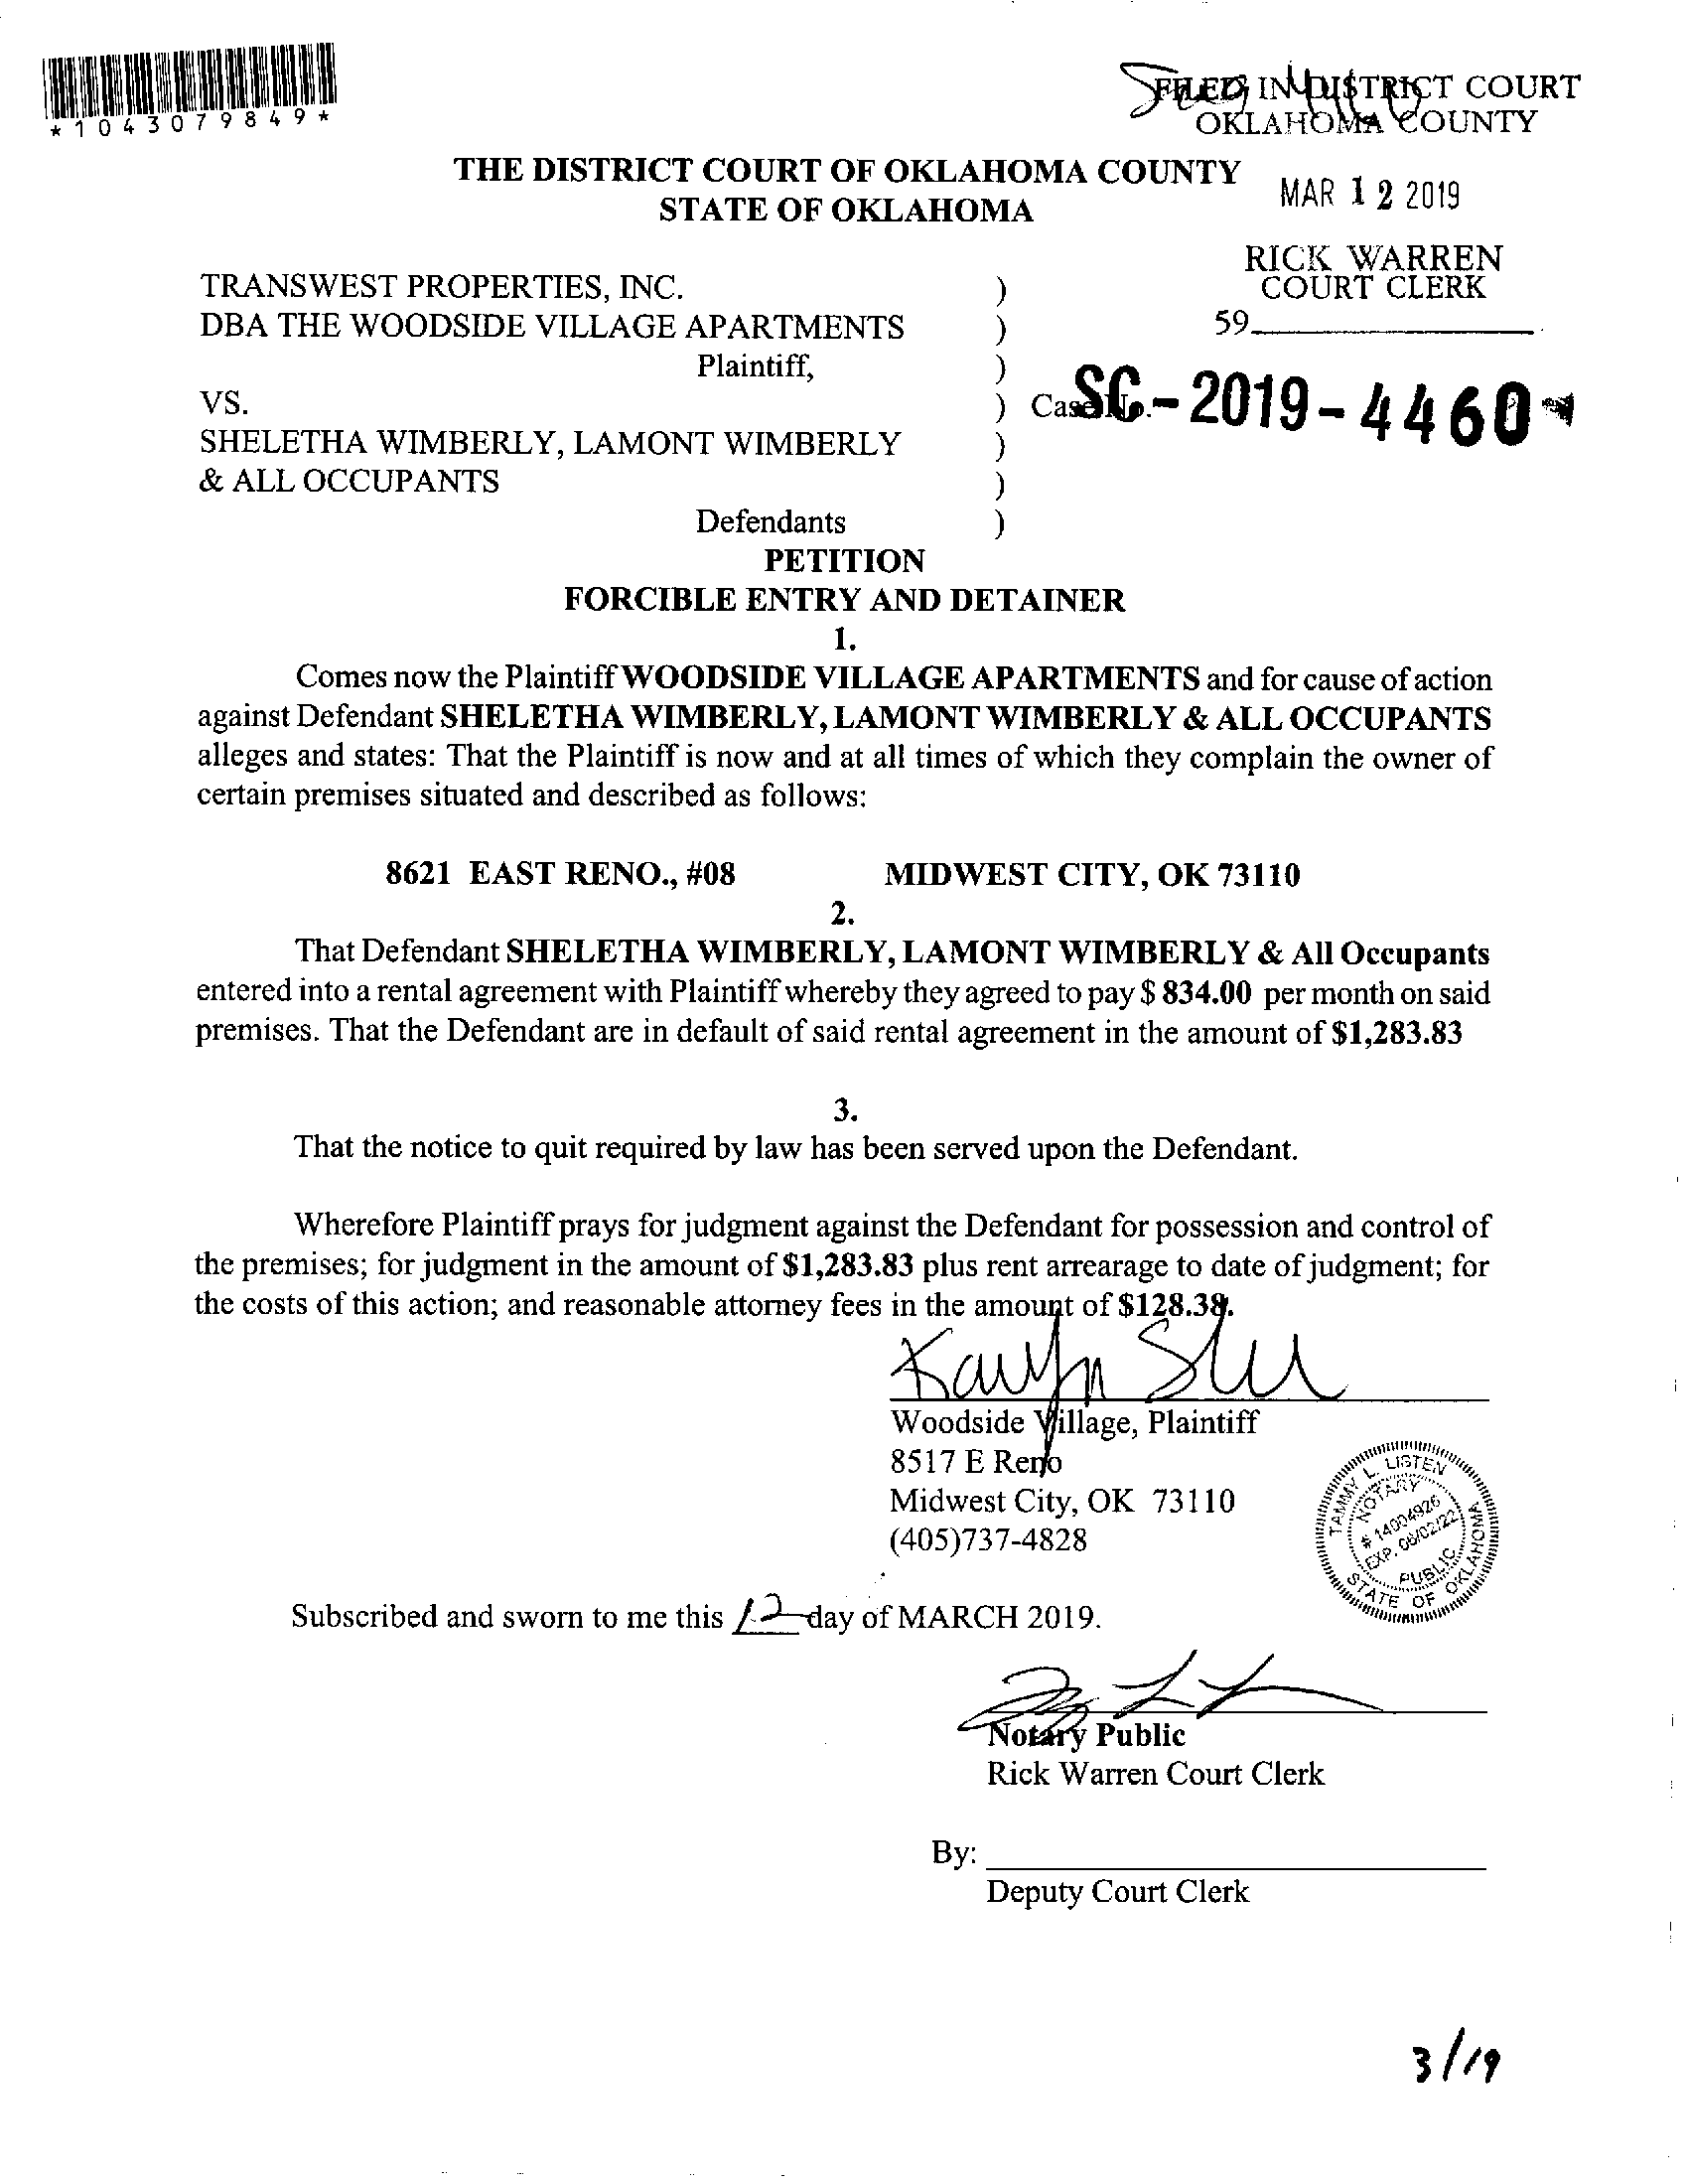 *1043079849*
FILED IN DISTRICT COURT
OKLAHOMA COUNTY
THE DISTRICT COURT OF OKLAHOMA COUNTY
STATE OF OKLAHOMA
MAR 12 2019
RICK WARREN
COURT CLERK
59
TRANSWEST PROPERTIES, INC. )
DBA THE WOODSIDE VILLAGE APARTMENTS )
Plaintiff, )
VS. ) Case No. SC-2019-4460
SHELETHA WIMBERLY, LAMONT WIMBERLY )
& ALL OCCUPANTS )
Defendants )
PETITION
FORCIBLE ENTRY AND DETAINER
1.
Comes now the Plaintiff WOODSIDE VILLAGE APARTMENTS and for cause of action
against Defendant SHELETHA WIMBERLY, LAMONT WIMBERLY & ALL OCCUPANTS
alleges and states: That the Plaintiff is now and at all times of which they complain the owner of
certain premises situated and described as follows:
8621 EAST RENO., #08 MIDWEST CITY, OK 73110
2.
That Defendant SHELETHA WIMBERLY, LAMONT WIMBERLY & All Occupants
entered into a rental agreement with Plaintiff whereby they agreed to pay $ 834.00 per month on said
premises. That the Defendant are in default of said rental agreement in the amount of $1,283.83
3.
That the notice to quit required by law has been served upon the Defendant.
Wherefore Plaintiff prays for judgment against the Defendant for possession and control of
the premises; for judgment in the amount of $1,283.83 plus rent arrearage to date of judgment; for
the costs of this action; and reasonable attorney fees in the amount of $128.38.
Woodside Village, Plaintiff
8517 E Reno
Midwest City, OK 73110
(405)737-4828
TAMMY L. LISTEN
NOTARY
# 14004926
EXP. 06/02/22
PUBLIC
STATE OF OKLAHOMA
Subscribed and sworn to me this 12 day of MARCH 2019.
Notary Public
Rick Warren Court Clerk
By:
Deputy Court Clerk
3/19